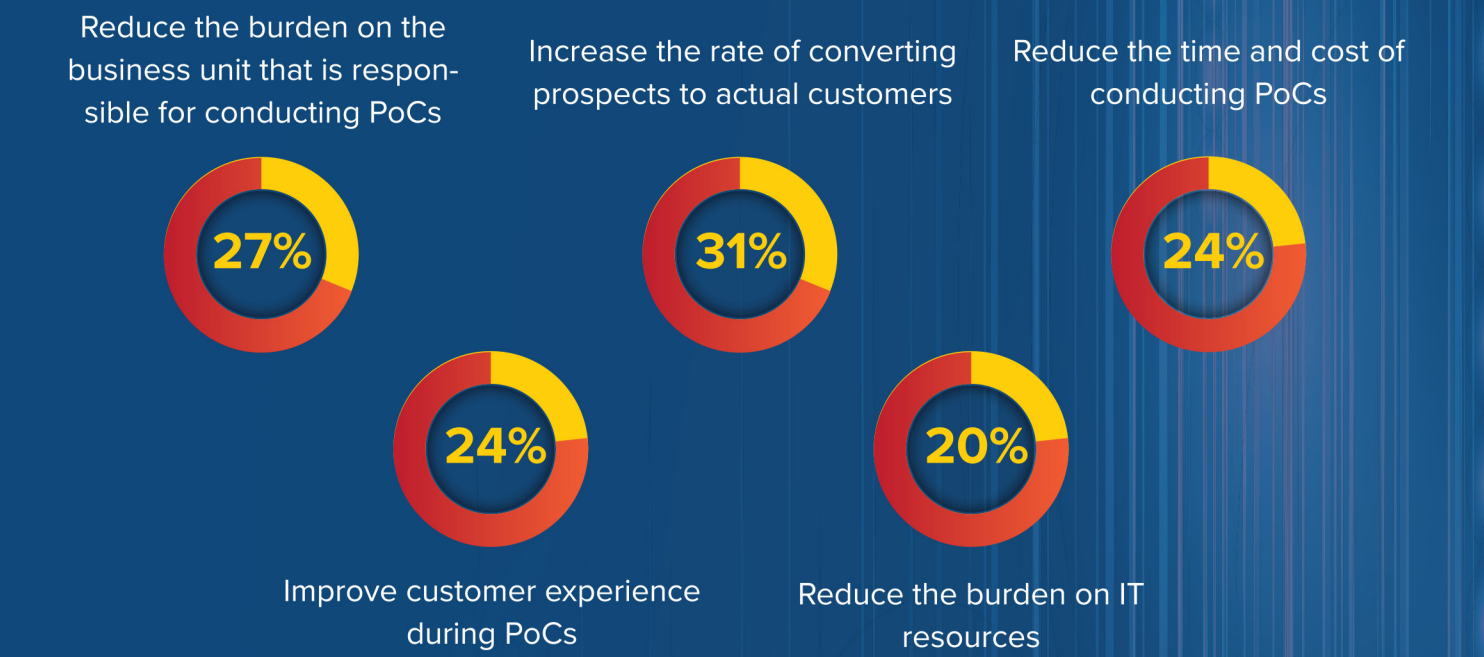 Reduce the burden on the
business unit that is respon-
sible for conducting PoCs
27%
Increase the rate of converting
prospects to actual customers
31%
Reduce the time and cost of
conducting PoCs
24%
24%
Improve customer experience
during PoCs
20%
Reduce the burden on IT
resources